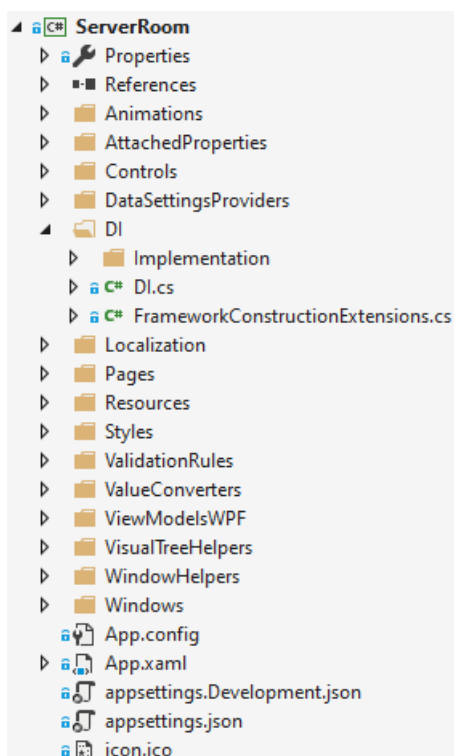 C# ServerRoom
Properties
References
Animations
AttachedProperties
Controls
DataSettingsProviders
DI
Implementation
C# DI.cs
C# FrameworkConstructionExtensions.cs
Localization
Pages
Resources
Styles
ValidationRules
ValueConverters
ViewModelsWPF
VisualTreeHelpers
WindowHelpers
Windows
App.config
App.xaml
appsettings.Development.json
appsettings.json
icon.ico